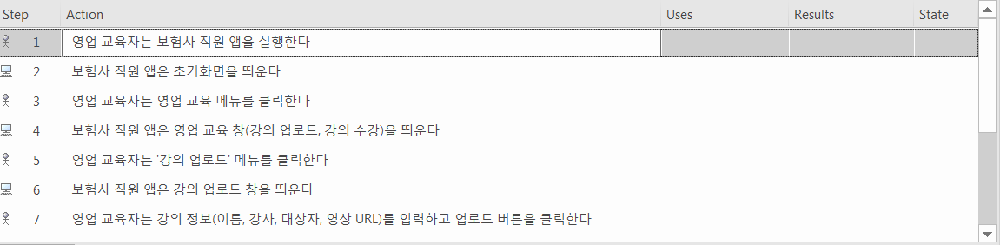 Step Action Uses Results State
1 영업 교육자는 보험사 직원 앱을 실행한다
2 보험사 직원 앱은 초기화면을 띄운다
3 영업 교육자는 영업 교육 메뉴를 클릭한다
4 보험사 직원 앱은 영업 교육 창(강의 업로드, 강의 수강)을 띄운다
5 영업 교육자는 '강의 업로드' 메뉴를 클릭한다
6 보험사 직원 앱은 강의 업로드 창을 띄운다
7 영업 교육자는 강의 정보(이름, 강사, 대상자, 영상 URL)를 입력하고 업로드 버튼을 클릭한다